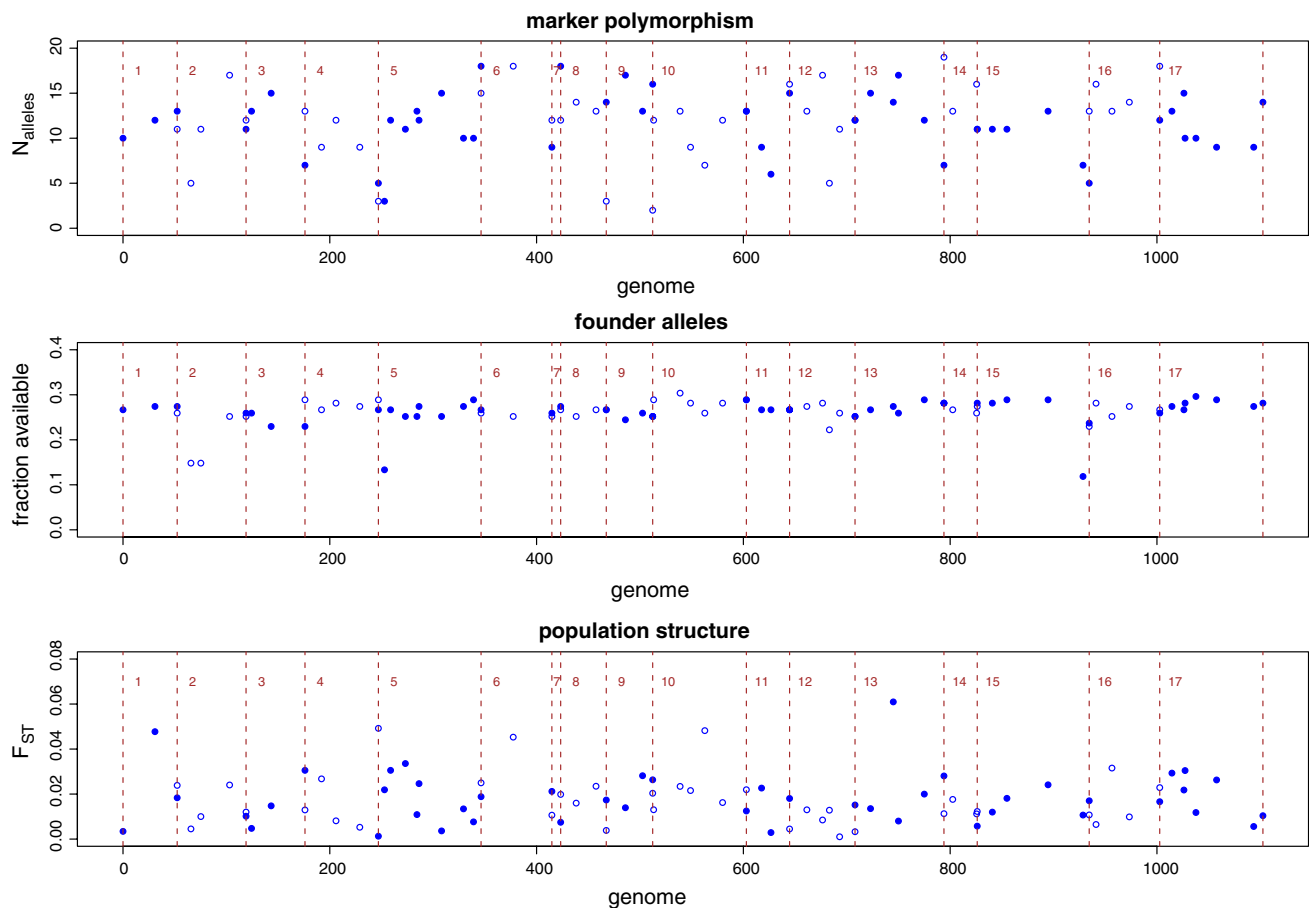 marker polymorphism
20
15
10
5
0
N_alleles
1 2 3 4 5 6 7 8 9 10 11 12 13 14 15 16 17
0 200 400 600 800 1000
genome
founder alleles
0.4
0.3
0.2
0.1
0.0
fraction available
1 2 3 4 5 6 7 8 9 10 11 12 13 14 15 16 17
0 200 400 600 800 1000
genome
population structure
0.08
0.06
0.04
0.02
0.00
F_ST
1 2 3 4 5 6 7 8 9 10 11 12 13 14 15 16 17
0 200 400 600 800 1000
genome